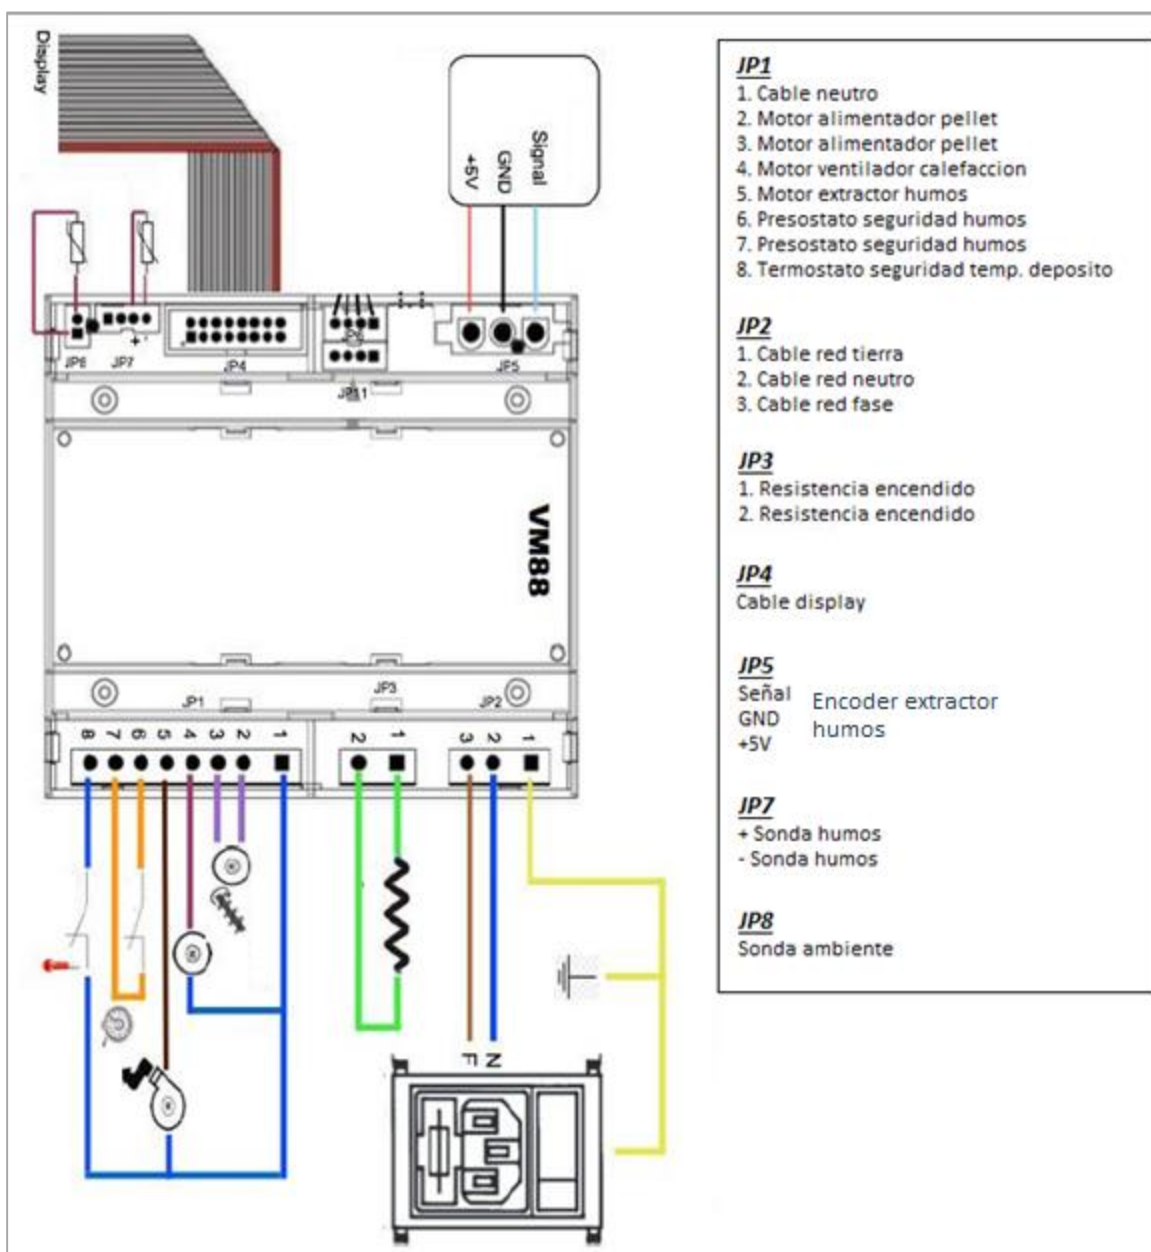 Display
+5V
GND
Signal
JP6
JP7
JP4
JP11
JP5
VM88
JP1
JP3
JP2
8 7 6 5 4 3 2 1
2 1
3 2 1
F N
JP1
1. Cable neutro
2. Motor alimentador pellet
3. Motor alimentador pellet
4. Motor ventilador calefaccion
5. Motor extractor humos
6. Presostato seguridad humos
7. Presostato seguridad humos
8. Termostato seguridad temp. deposito
JP2
1. Cable red tierra
2. Cable red neutro
3. Cable red fase
JP3
1. Resistencia encendido
2. Resistencia encendido
JP4
Cable display
JP5
Señal
GND
+5V
Encoder extractor
humos
JP7
+ Sonda humos
- Sonda humos
JP8
Sonda ambiente